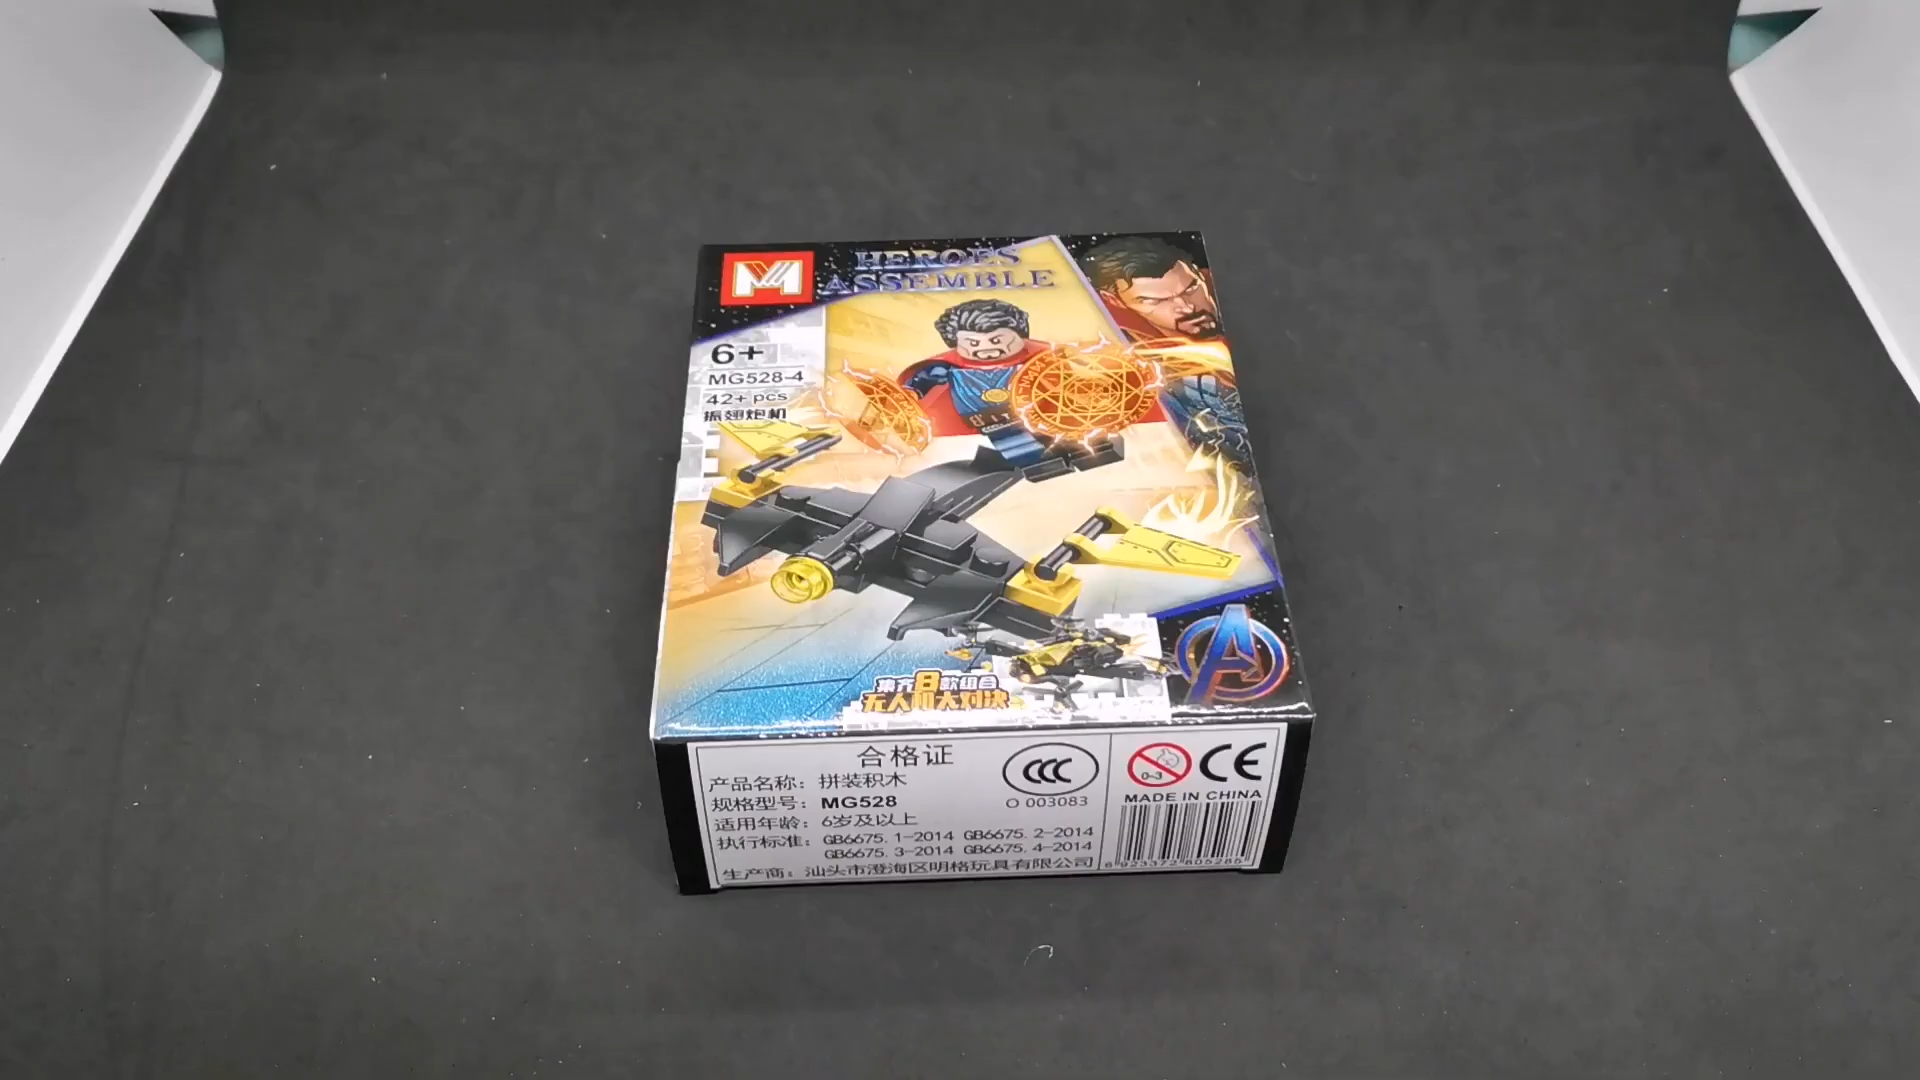 M
HEROES
ASSEMBLE
6+
MG528-4
42+ pcs
振翅炮机
集齐8款组合
无人机大对决
A
合格证
产品名称：拼装积木
规格型号：MG528
适用年龄：6岁及以上
执行标准：GB6675.1-2014 GB6675.2-2014
GB6675.3-2014 GB6675.4-2014
生产商：汕头市澄海区明格玩具有限公司
CCC
O 003083
0-3
CE
MADE IN CHINA
6 923372 805285